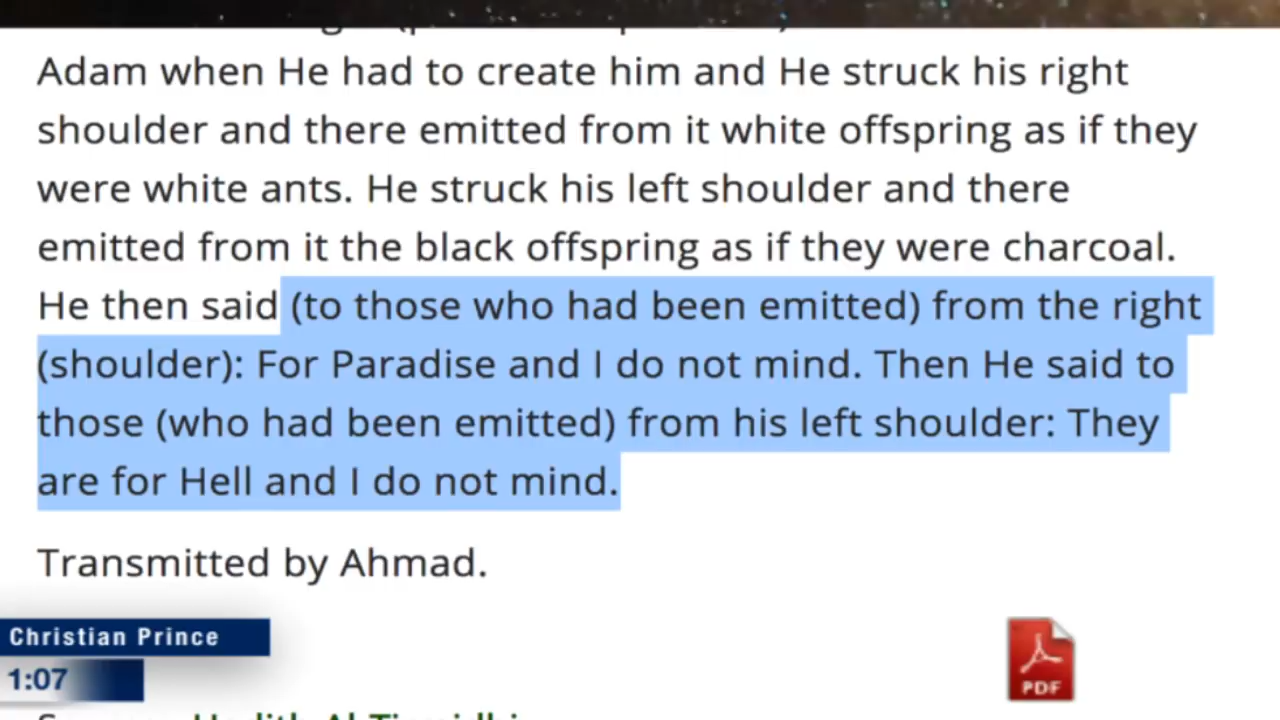 Adam when He had to create him and He struck his right
shoulder and there emitted from it white offspring as if they
were white ants. He struck his left shoulder and there
emitted from it the black offspring as if they were charcoal.
He then said (to those who had been emitted) from the right
(shoulder): For Paradise and I do not mind. Then He said to
those (who had been emitted) from his left shoulder: They
are for Hell and I do not mind.
Transmitted by Ahmad.
Christian Prince
1:07
PDF